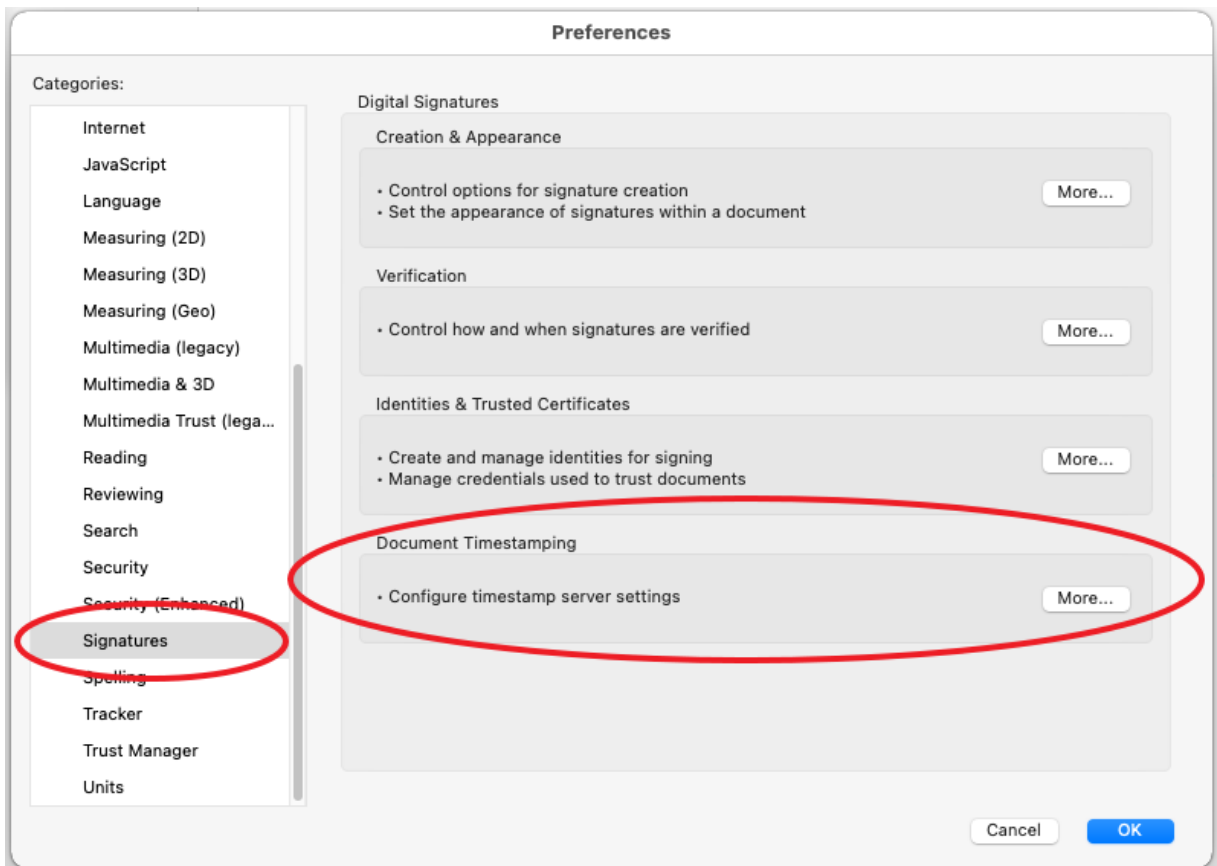 Preferences
Categories:
Internet
JavaScript
Language
Measuring (2D)
Measuring (3D)
Measuring (Geo)
Multimedia (legacy)
Multimedia & 3D
Multimedia Trust (lega...
Reading
Reviewing
Search
Security
Security (Enhanced)
Signatures
Spelling
Tracker
Trust Manager
Units
Digital Signatures
Creation & Appearance
• Control options for signature creation
• Set the appearance of signatures within a document
More...
Verification
• Control how and when signatures are verified
More...
Identities & Trusted Certificates
• Create and manage identities for signing
• Manage credentials used to trust documents
More...
Document Timestamping
• Configure timestamp server settings
More...
Cancel
OK